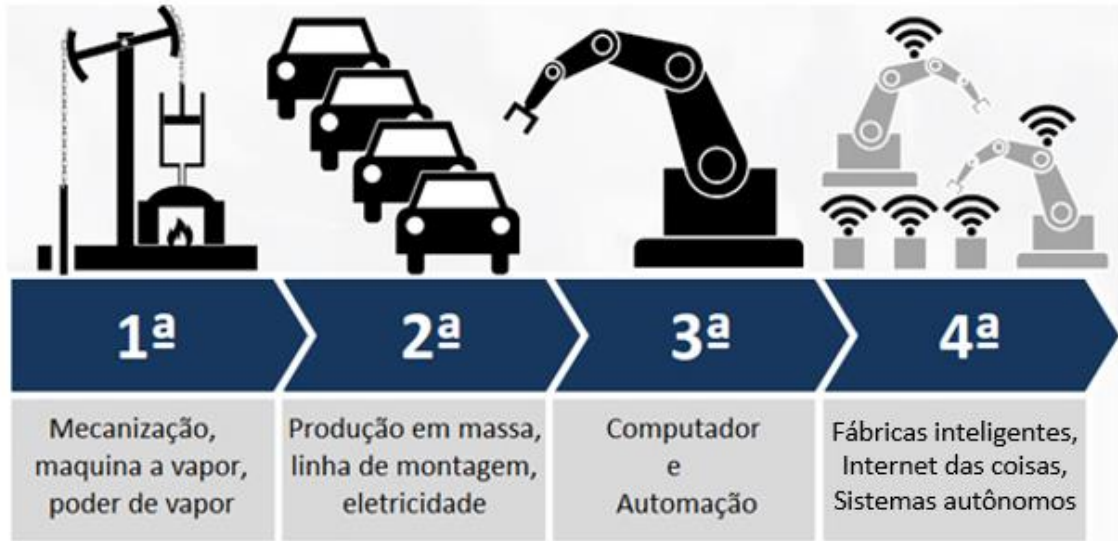 1ª
2ª
3ª
4ª
Mecanização,
maquina a vapor,
poder de vapor
Produção em massa,
linha de montagem,
eletricidade
Computador
e
Automação
Fábricas inteligentes,
Internet das coisas,
Sistemas autônomos